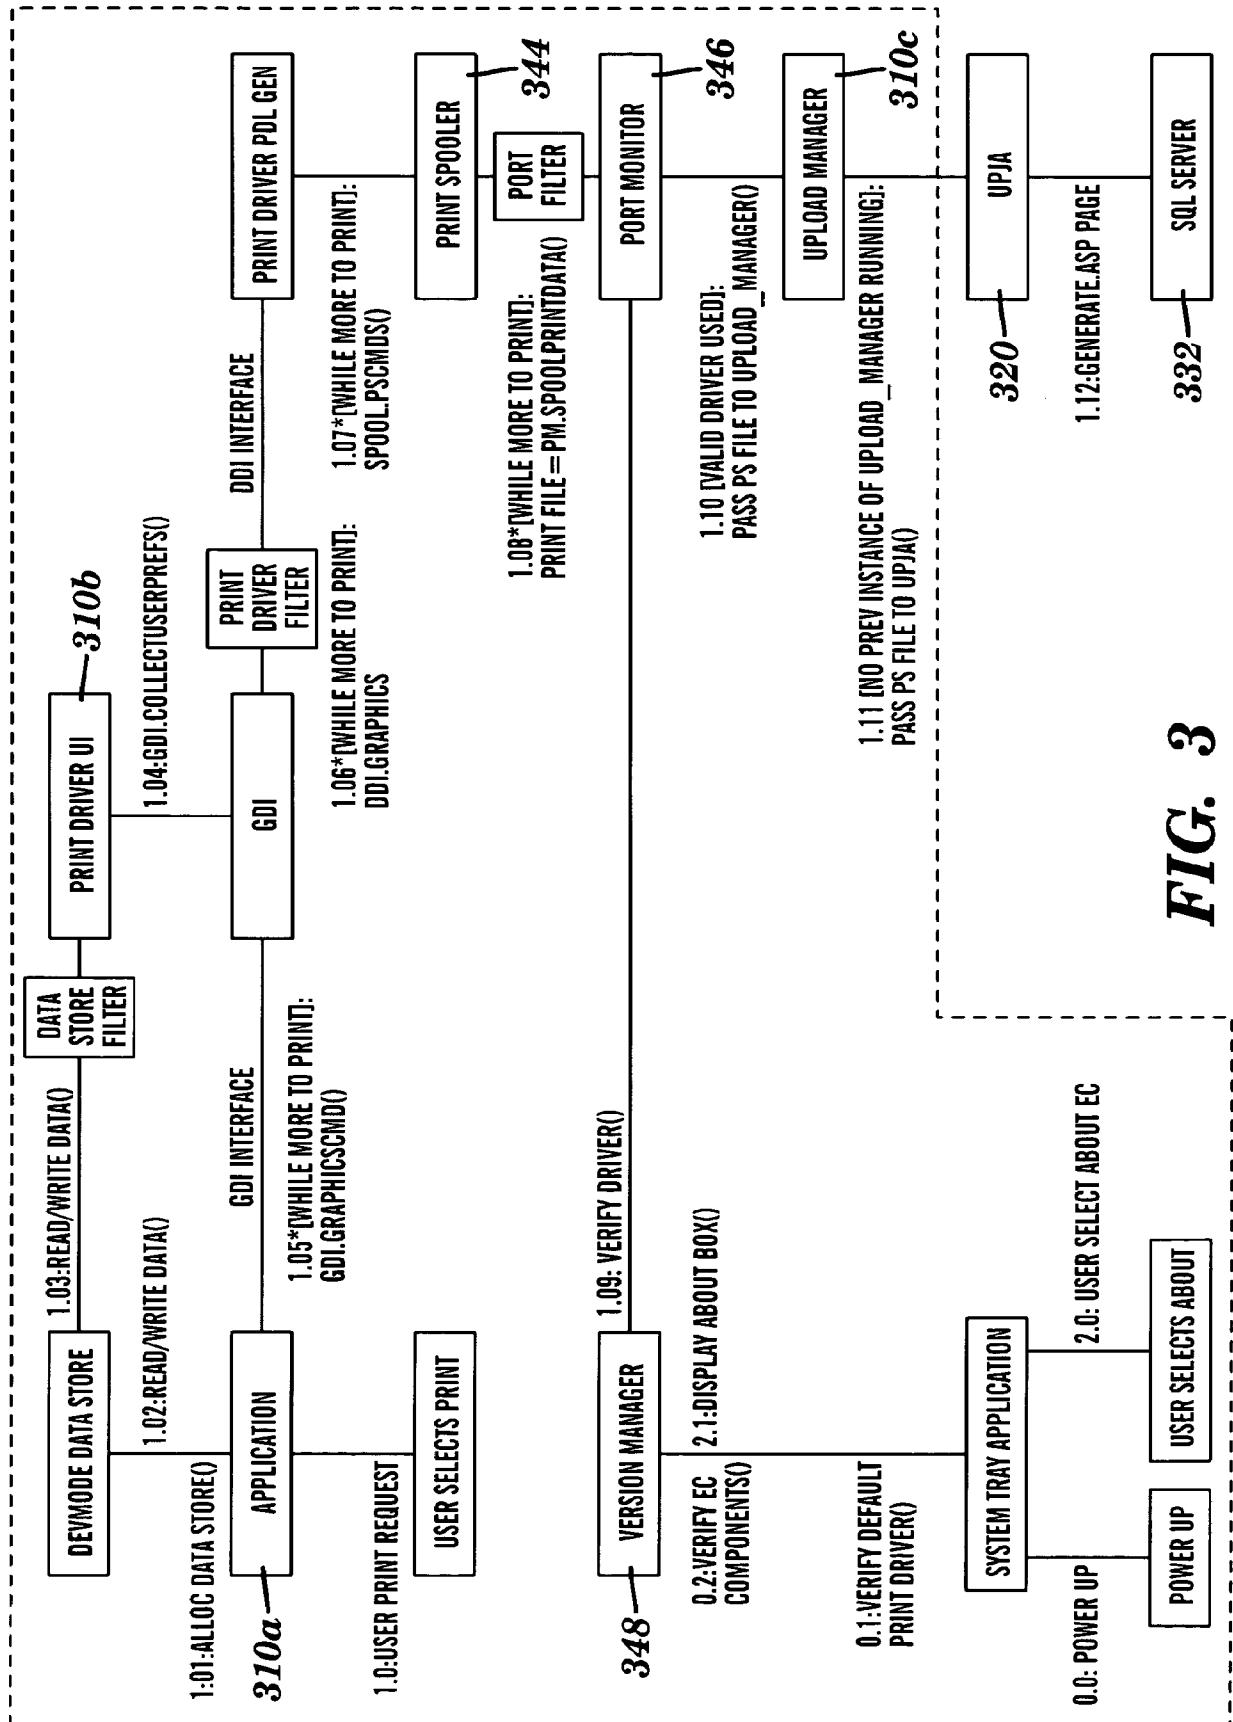 DEVMODE DATA STORE
1.03:READ/WRITE DATA()
DATA
STORE
FILTER
PRINT DRIVER UI
310b
1:01:ALLOC DATA STORE()
1.02:READ/WRITE DATA()
1.04:GDI.COLLECTUSERPREFS()
APPLICATION
310a
GDI INTERFACE
GDI
PRINT
DRIVER
FILTER
DDI INTERFACE
PRINT DRIVER PDL GEN
1.05*[WHILE MORE TO PRINT]:
GDI.GRAPHICSCMD()
1.06*[WHILE MORE TO PRINT]:
DDI.GRAPHICS
1.07*[WHILE MORE TO PRINT]:
SPOOL.PSCMDS()
1.0:USER PRINT REQUEST
USER SELECTS PRINT
PRINT SPOOLER
344
1.08*[WHILE MORE TO PRINT]:
PRINT FILE=PM.SPOOLPRINTDATA()
PORT
FILTER
VERSION MANAGER
348
1.09: VERIFY DRIVER()
PORT MONITOR
346
0.2:VERIFY EC
COMPONENTS()
2.1:DISPLAY ABOUT BOX()
1.10 [VALID DRIVER USED]:
PASS PS FILE TO UPLOAD_MANAGER()
UPLOAD MANAGER
310c
0.1:VERIFY DEFAULT
PRINT DRIVER()
1.11 [NO PREV INSTANCE OF UPLOAD_MANAGER RUNNING]:
PASS PS FILE TO UPJA()
SYSTEM TRAY APPLICATION
UPJA
320
0.0: POWER UP
2.0: USER SELECT ABOUT EC
1.12:GENERATE.ASP PAGE
POWER UP
USER SELECTS ABOUT
SQL SERVER
332
FIG. 3